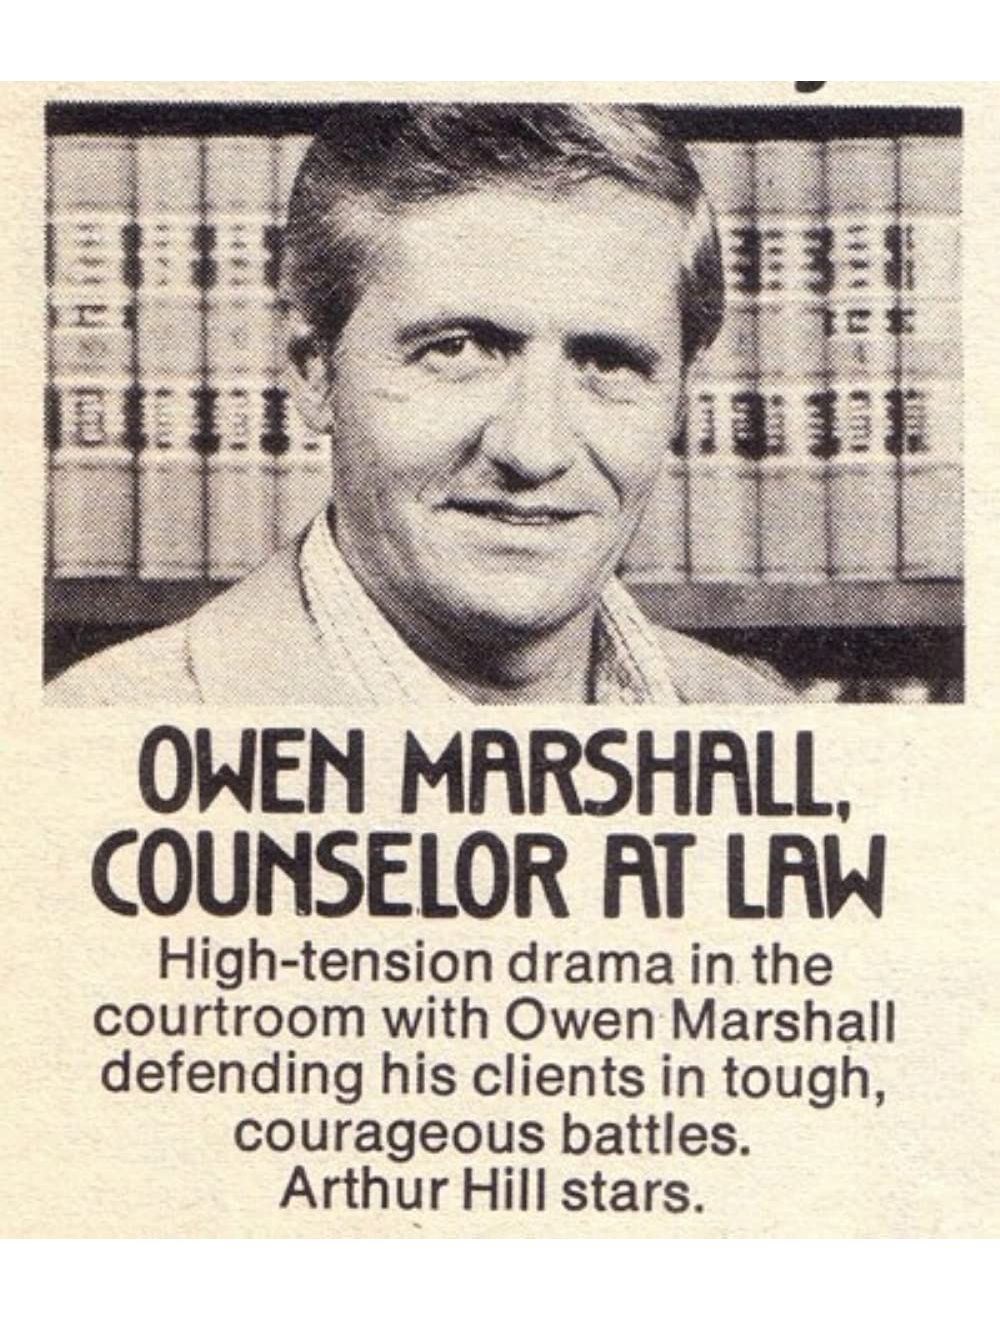 OWEN MARSHALL,
COUNSELOR AT LAW
High-tension drama in the
courtroom with Owen Marshall
defending his clients in tough,
courageous battles.
Arthur Hill stars.